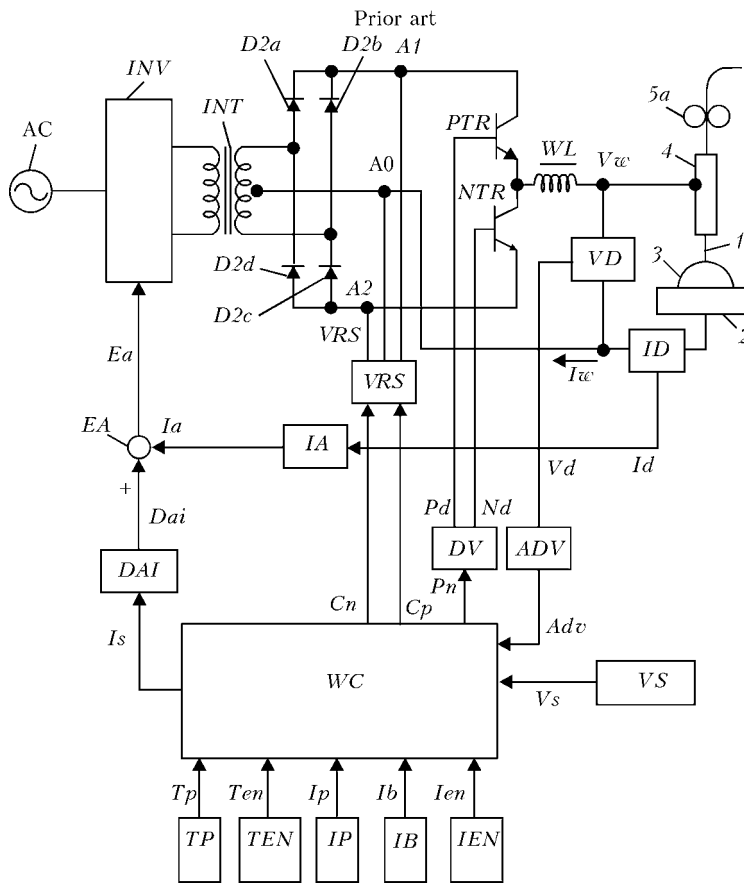 Prior art
D2a
D2b
A1
INV
INT
5a
AC
PTR
4
WL
Vw
A0
NTR
1
VD
3
D2d
A2
D2c
VRS
2
ID
Ea
VRS
Iw
EA
Ia
IA
Vd
Id
+
Pd
Nd
Dai
DV
ADV
DAI
Pn
Cn
Cp
Is
Adv
WC
VS
Vs
Tp
Ten
Ip
Ib
Ien
TP
TEN
IP
IB
IEN